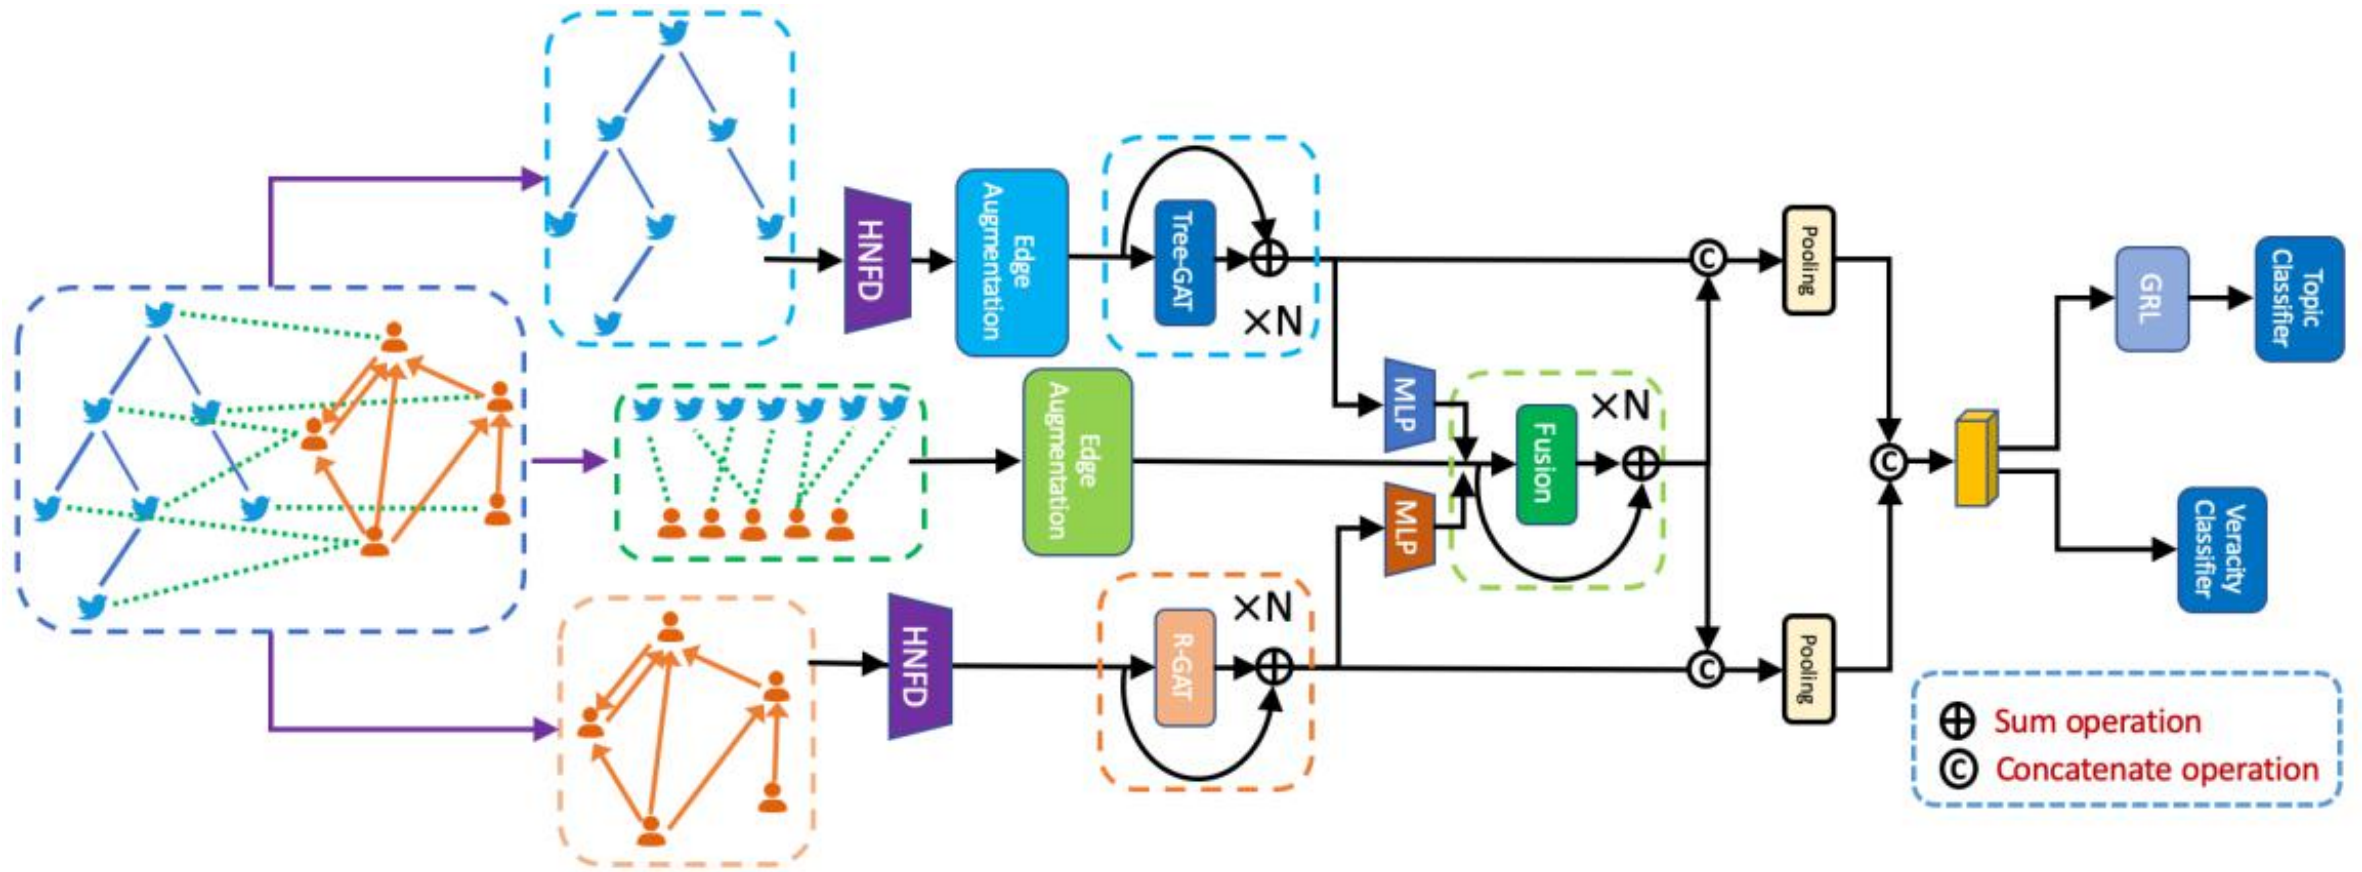 HNFD
Edge
Augmentation
Tree-GAT
×N
Pooling
GRL
Topic
Classifier
Edge
Augmentation
MLP
MLP
Fusion
×N
Veracity
Classifier
HNFD
R-GAT
×N
Pooling
C
C
C
⊕ Sum operation
C Concatenate operation